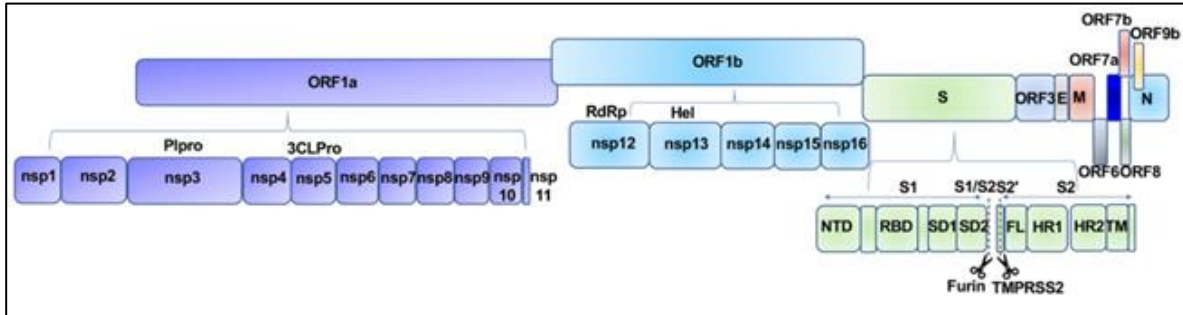 ORF7b
ORF9b
ORF1a
ORF1b
ORF7a
S
ORF3
E
M
N
RdRp
Hel
nsp12
nsp13
nsp14
nsp15
nsp16
Plpro
3CLPro
nsp1
nsp2
nsp3
nsp4
nsp5
nsp6
nsp7
nsp8
nsp9
nsp
10
nsp
11
ORF6
ORF8
S1
S1/S2
S2'
S2
NTD
RBD
SD1
SD2
FL
HR1
HR2
TM
Furin
TMPRSS2